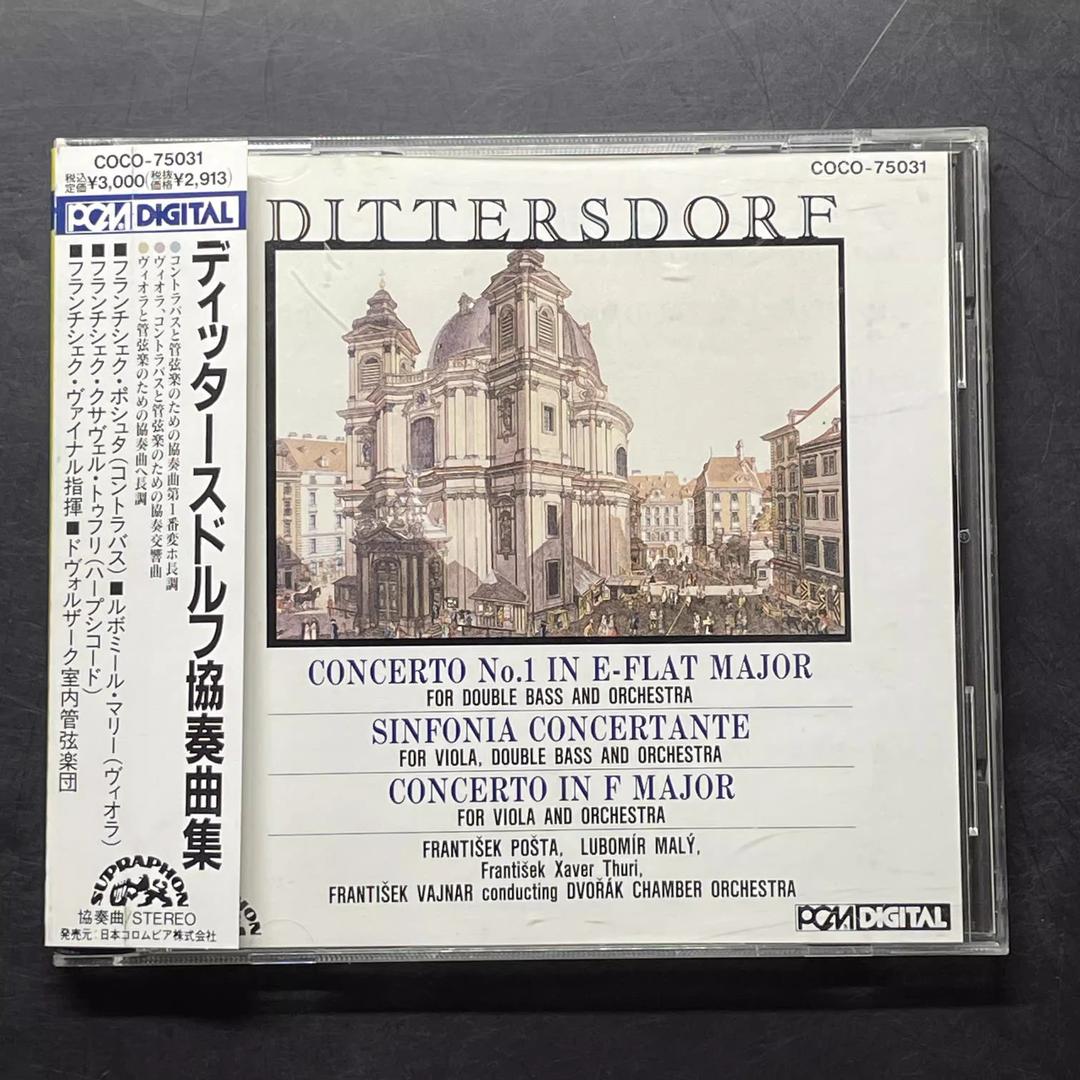 COCO-75031
税込定価¥3,000(税抜価格¥2,913)
PCM DIGITAL
ディッタースドルフ協奏曲集
●コントラバスと管弦楽のための協奏曲第1番変ホ長調
●ヴィオラ、コントラバスと管弦楽のための協奏交響曲
●ヴィオラと管弦楽のための協奏曲ヘ長調
■フランチシェク・ポシュタ(コントラバス)■ルボミール・マリー(ヴィオラ)
■フランチシェク・クサヴェル・トゥフリ(ハープシコード)
■フランチシェク・ヴァイナル指揮■ドヴォルザーク室内管弦楽団
SUPRAPHON
協奏曲/STEREO
発売元:日本コロムビア株式会社
COCO-75031
DITTERSDORF
CONCERTO No.1 IN E-FLAT MAJOR
FOR DOUBLE BASS AND ORCHESTRA
SINFONIA CONCERTANTE
FOR VIOLA, DOUBLE BASS AND ORCHESTRA
CONCERTO IN F MAJOR
FOR VIOLA AND ORCHESTRA
FRANTIŠEK POŠTA, LUBOMÍR MALÝ,
František Xaver Thuri,
FRANTIŠEK VAJNAR conducting DVOŘÁK CHAMBER ORCHESTRA
PCM DIGITAL